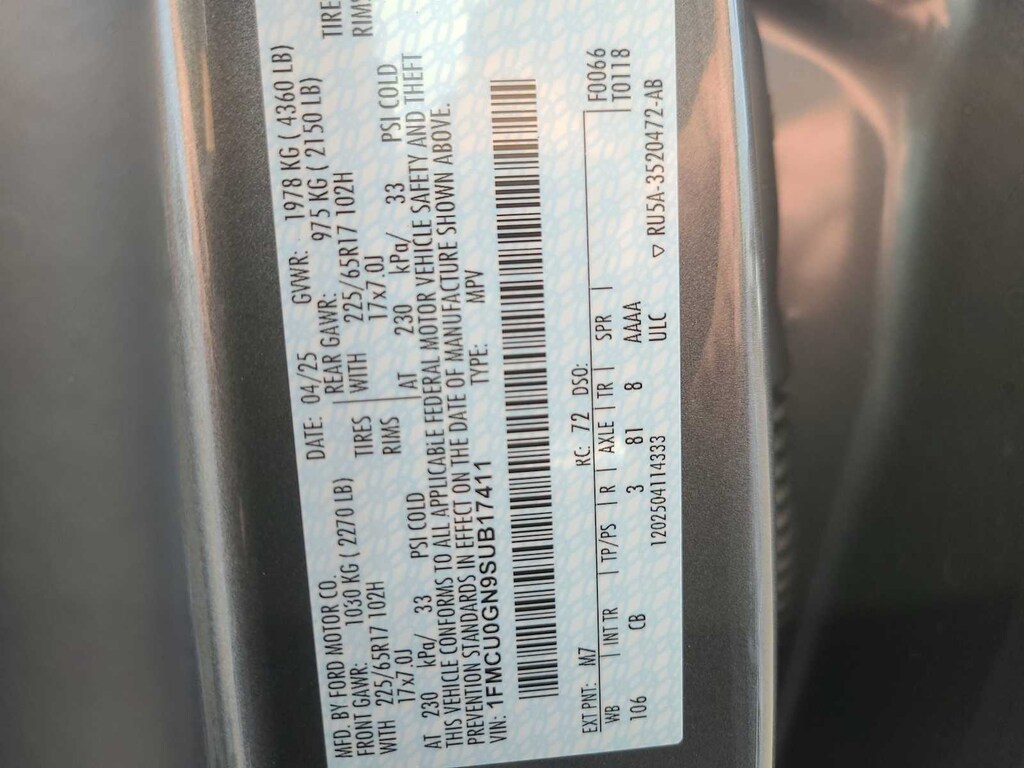 MFD. BY FORD MOTOR CO. DATE: 04/25 GVWR: 1978 KG ( 4360 LB)
FRONT GAWR: 1030 KG ( 2270 LB) REAR GAWR: 975 KG ( 2150 LB)
WITH 225/65R17 102H TIRES WITH 225/65R17 102H TIRE
17x7.0J RIMS 17x7.0J RIMS
AT 230 kPa/ 33 PSI COLD AT 230 kPa/ 33 PSI COLD
THIS VEHICLE CONFORMS TO ALL APPLICABLE FEDERAL MOTOR VEHICLE SAFETY AND THEFT
PREVENTION STANDARDS IN EFFECT ON THE DATE OF MANUFACTURE SHOWN ABOVE.
VIN: 1FMCU0GN9SUB17411 TYPE: MPV
EXT PNT: M7 RC: 72 DSO: F0066
WB INT TR TP/PS R AXLE TR SPR T0118
106 CB 3 81 8 AAAA
1202504114333 ULC ▽ RU5A-3520472-AB